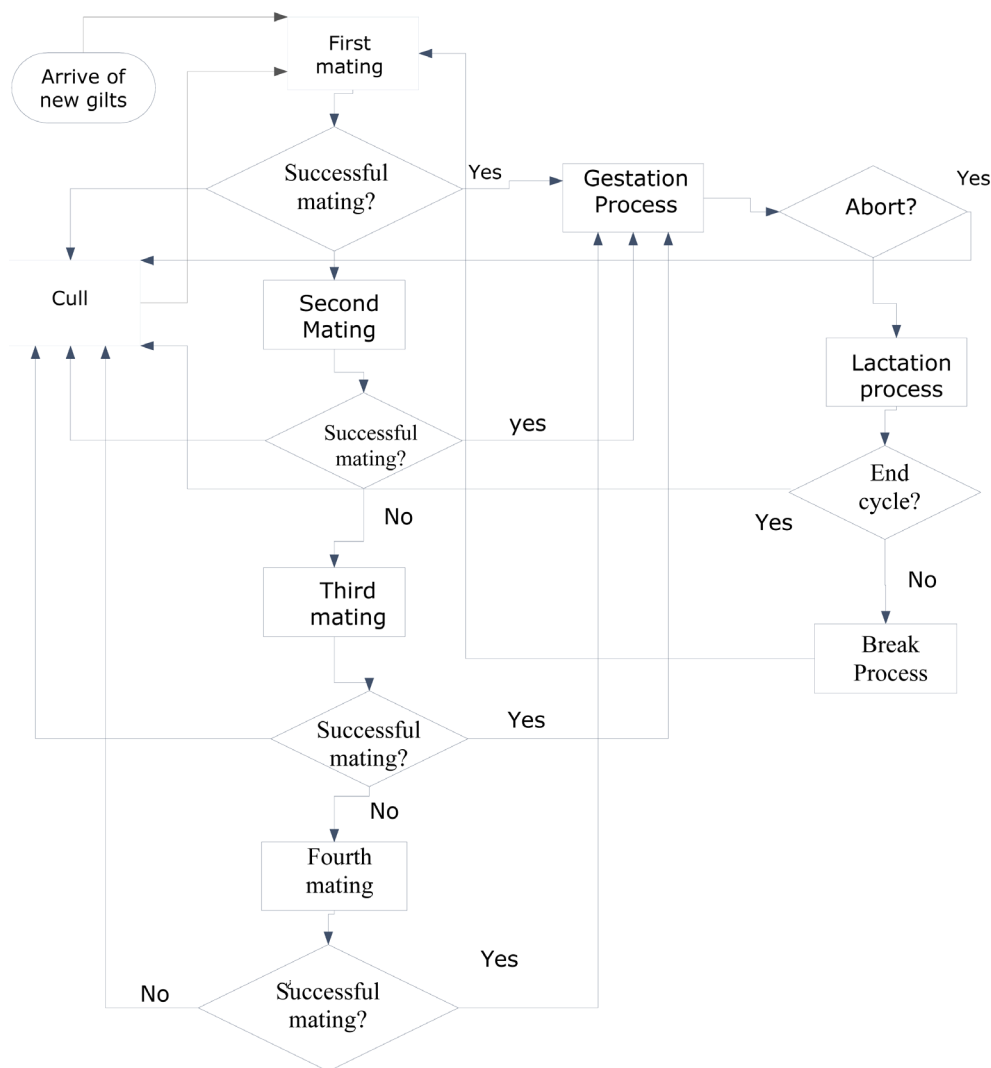 First
mating
Arrive of
new gilts
Successful
mating?
Yes
Gestation
Process
Abort?
Yes
Cull
Second
Mating
Lactation
process
Successful
mating?
yes
End
cycle?
No
Yes
No
Third
mating
Break
Process
Successful
mating?
Yes
No
Fourth
mating
Yes
No
Successful
mating?